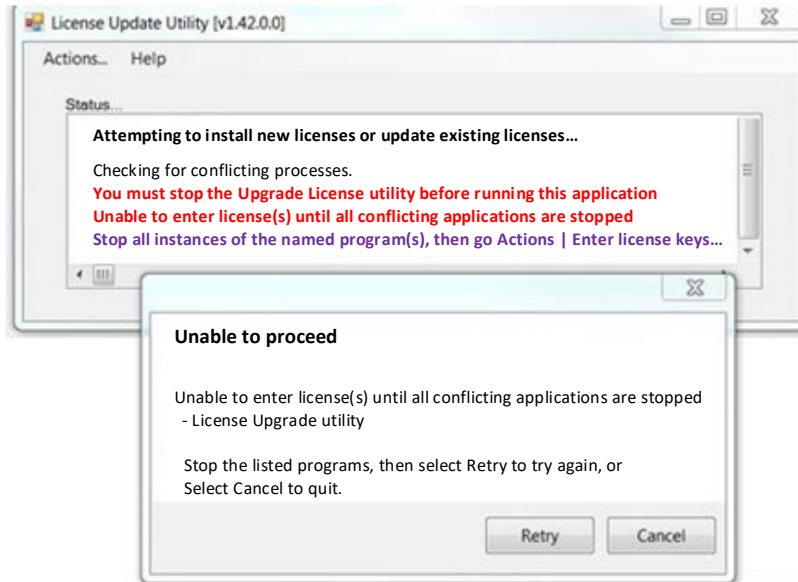 License Update Utility [v1.42.0.0]
Actions... Help
Status...
Attempting to install new licenses or update existing licenses...
Checking for conflicting processes.
You must stop the Upgrade License utility before running this application
Unable to enter license(s) until all conflicting applications are stopped
Stop all instances of the named program(s), then go Actions | Enter license keys...
Unable to proceed
Unable to enter license(s) until all conflicting applications are stopped
- License Upgrade utility
Stop the listed programs, then select Retry to try again, or
Select Cancel to quit.
Retry Cancel